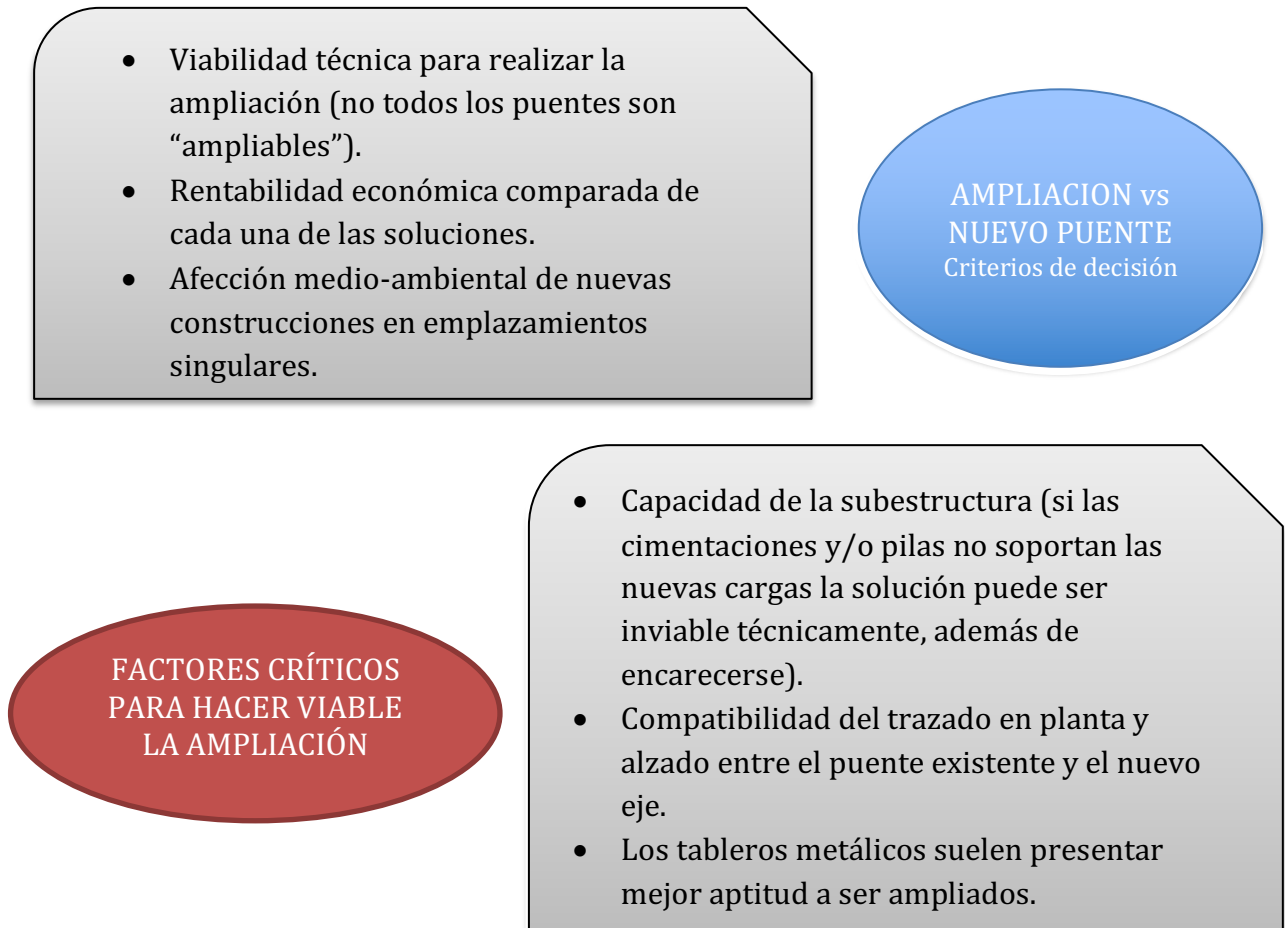 • Viabilidad técnica para realizar la
ampliación (no todos los puentes son
“ampliables”).
• Rentabilidad económica comparada de
cada una de las soluciones.
• Afección medio-ambiental de nuevas
construcciones en emplazamientos
singulares.
AMPLIACION vs
NUEVO PUENTE
Criterios de decisión
FACTORES CRÍTICOS
PARA HACER VIABLE
LA AMPLIACIÓN
• Capacidad de la subestructura (si las
cimentaciones y/o pilas no soportan las
nuevas cargas la solución puede ser
inviable técnicamente, además de
encarecerse).
• Compatibilidad del trazado en planta y
alzado entre el puente existente y el nuevo
eje.
• Los tableros metálicos suelen presentar
mejor aptitud a ser ampliados.